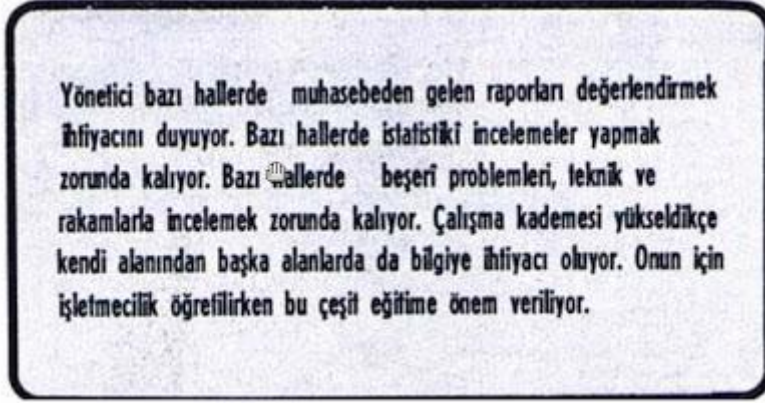 Yönetici bazı hallerde muhasebeden gelen raporları değerlendirmek
ihtiyacını duyuyor. Bazı hallerde istatistikî incelemeler yapmak
zorunda kalıyor. Bazı hallerde beşerî problemleri, teknik ve
rakamlarla incelemek zorunda kalıyor. Çalışma kademesi yükseldikçe
kendi alanından başka alanlarda da bilgiye ihtiyacı oluyor. Onun için
işletmecilik öğretilirken bu çeşit eğitime önem veriliyor.